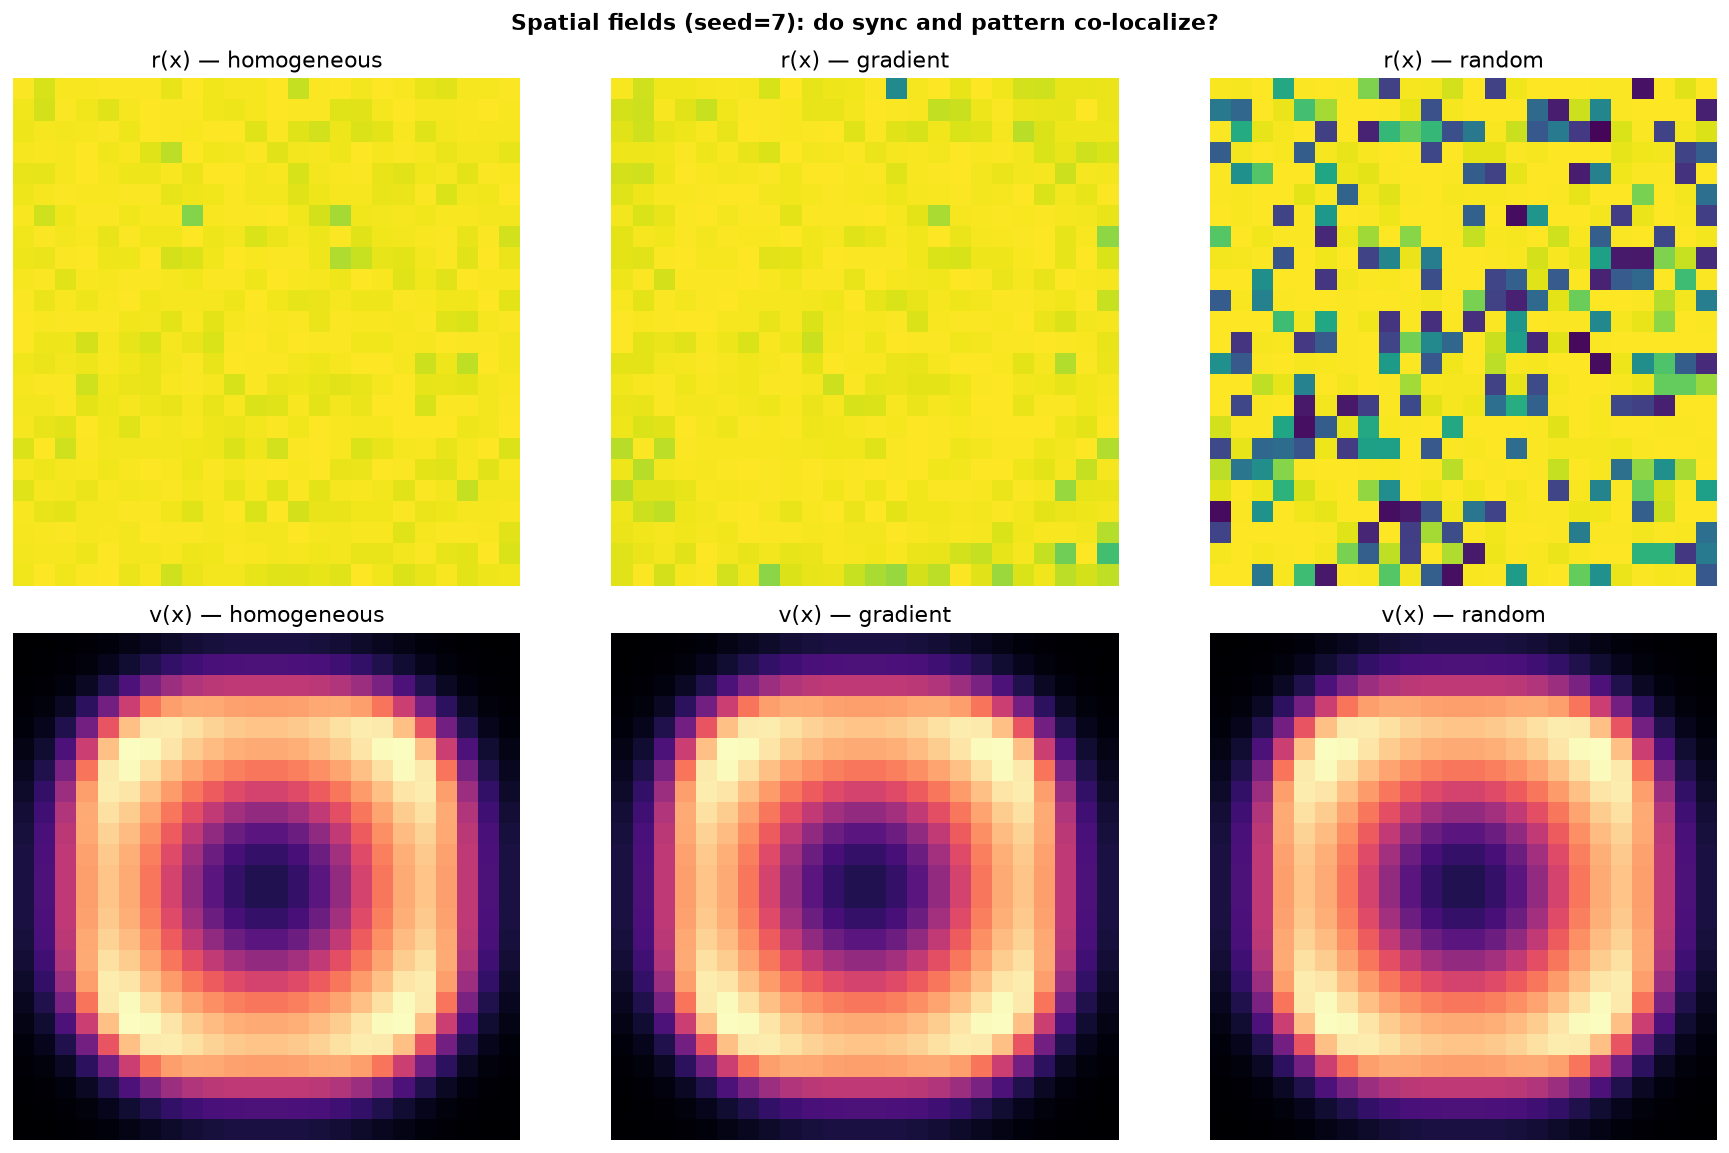 Spatial fields (seed=7): do sync and pattern co-localize?
r(x) — homogeneous
r(x) — gradient
r(x) — random
v(x) — homogeneous
v(x) — gradient
v(x) — random